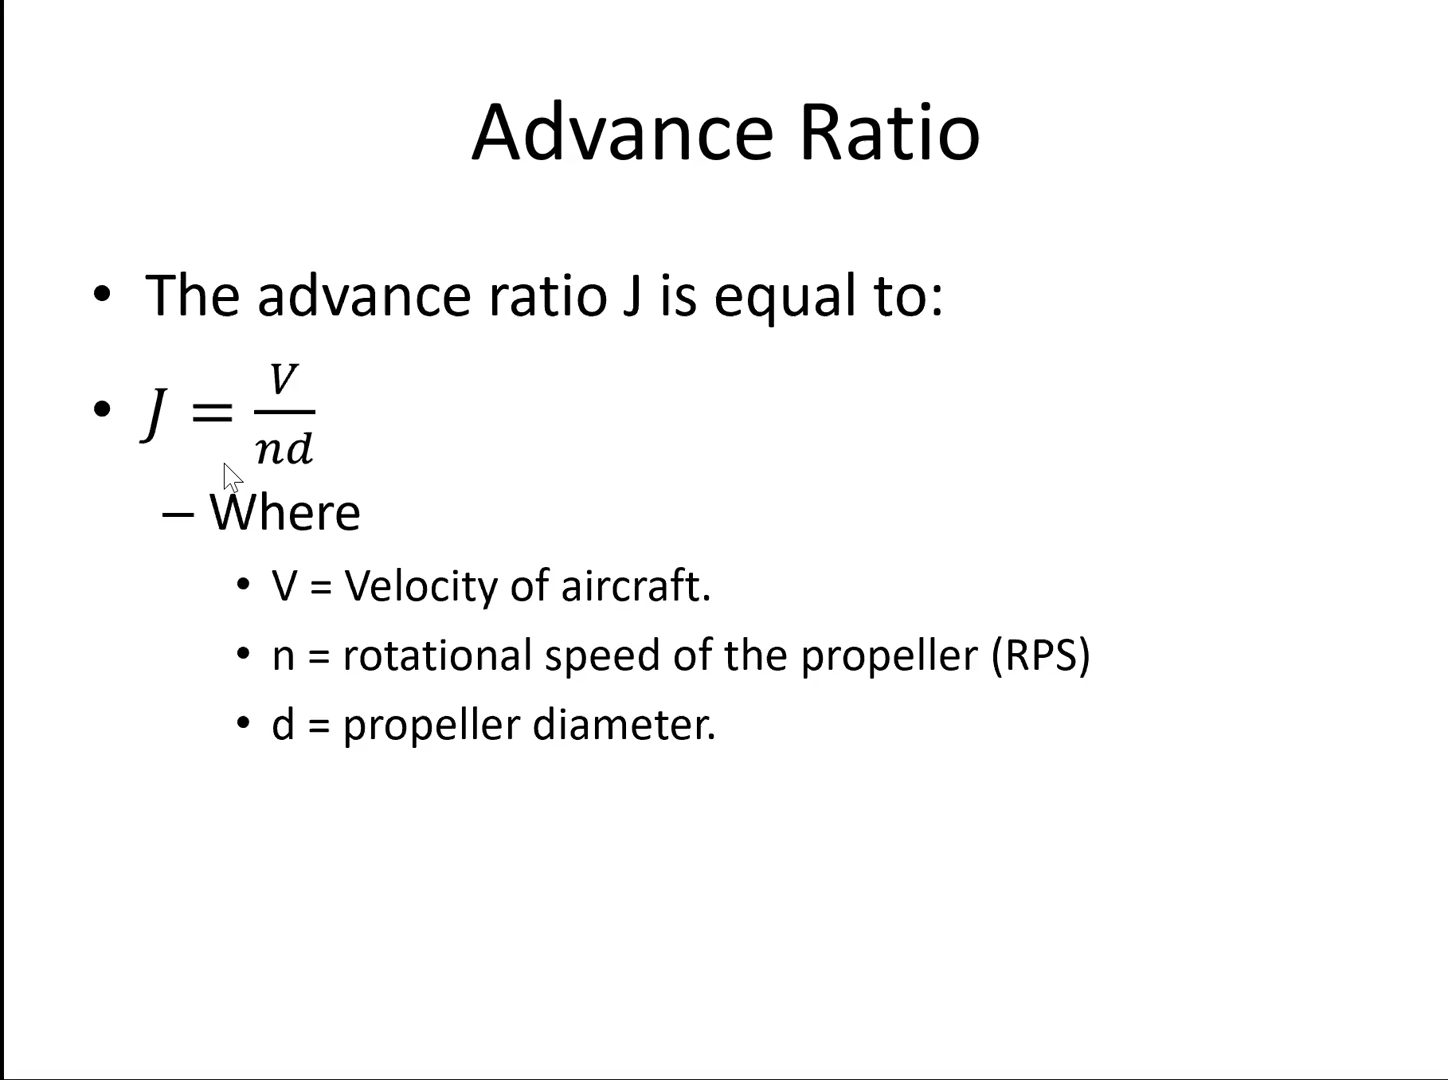 Advance Ratio
• The advance ratio J is equal to:
• J = V/nd
– Where
• V = Velocity of aircraft.
• n = rotational speed of the propeller (RPS)
• d = propeller diameter.